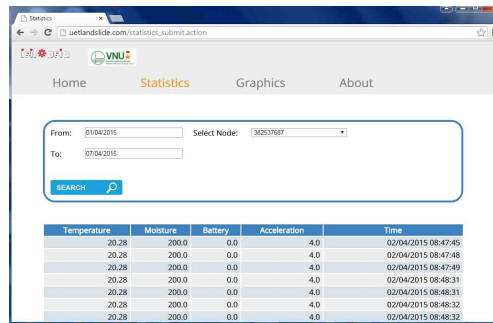 Statistics
uetlandslide.com/statistics_submit.action
VNU
Home Statistics Graphics About
From: 01/04/2015 Select Node: 382537687
To: 07/04/2015
SEARCH
Temperature Moisture Battery Acceleration Time
20.28 200.0 0.0 4.0 02/04/2015 08:47:45
20.28 200.0 0.0 4.0 02/04/2015 08:47:48
20.28 200.0 0.0 4.0 02/04/2015 08:47:49
20.28 200.0 0.0 4.0 02/04/2015 08:48:31
20.28 200.0 0.0 4.0 02/04/2015 08:48:31
20.28 200.0 0.0 4.0 02/04/2015 08:48:32
20.28 200.0 0.0 4.0 02/04/2015 08:48:32